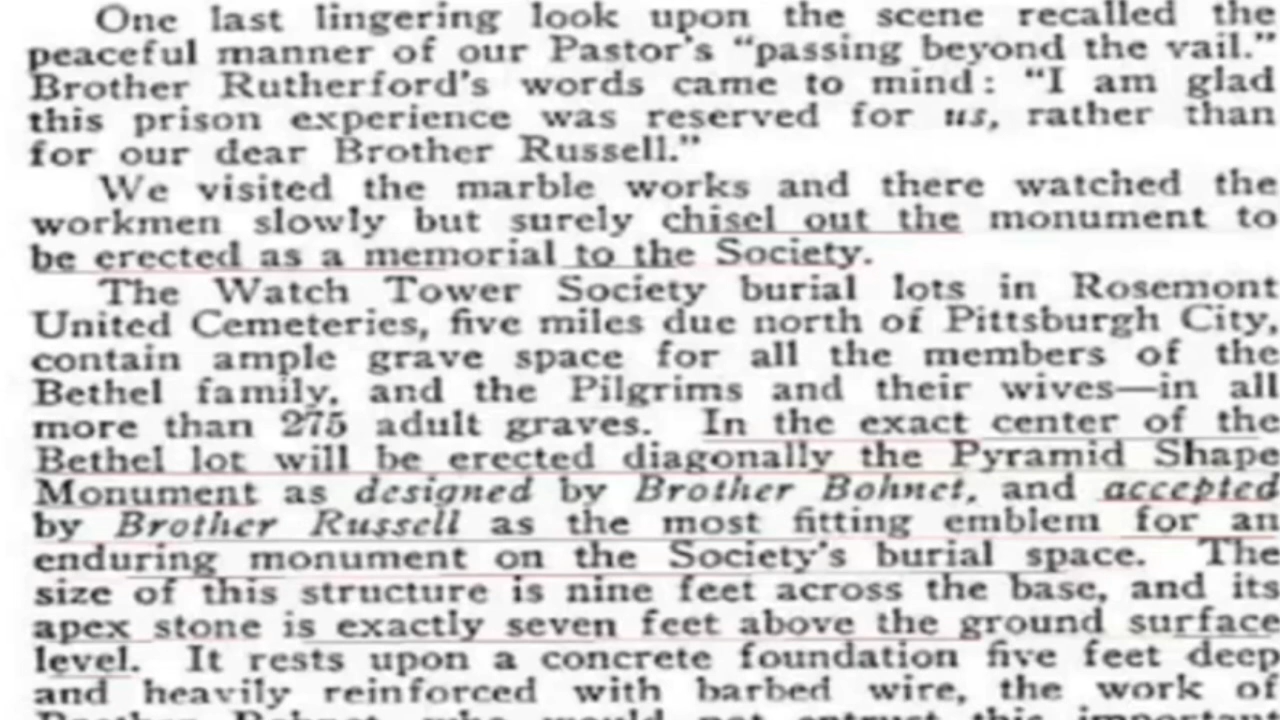 One last lingering look upon the scene recalled the
peaceful manner of our Pastor's "passing beyond the vail."
Brother Rutherford's words came to mind: "I am glad
this prison experience was reserved for us, rather than
for our dear Brother Russell."
We visited the marble works and there watched the
workmen slowly but surely chisel out the monument to
be erected as a memorial to the Society.
The Watch Tower Society burial lots in Rosemont
United Cemeteries, five miles due north of Pittsburgh City,
contain ample grave space for all the members of the
Bethel family, and the Pilgrims and their wives—in all
more than 275 adult graves. In the exact center of the
Bethel lot will be erected diagonally the Pyramid Shape
Monument as designed by Brother Bohnet, and accepted
by Brother Russell as the most fitting emblem for an
enduring monument on the Society's burial space. The
size of this structure is nine feet across the base, and its
apex stone is exactly seven feet above the ground surface
level. It rests upon a concrete foundation five feet deep
and heavily reinforced with barbed wire, the work of
Brother Bohnet, who would not entrust this important